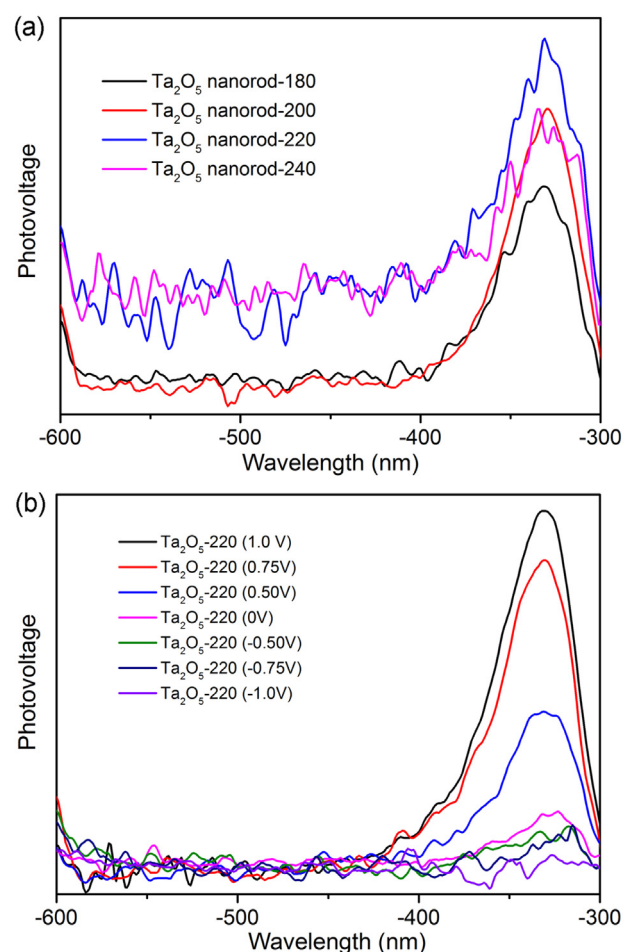 (a)
Ta₂O₅ nanorod-180
Ta₂O₅ nanorod-200
Ta₂O₅ nanorod-220
Ta₂O₅ nanorod-240
Photovoltage
-600 -500 -400 -300
Wavelength (nm)
(b)
Ta₂O₅-220 (1.0 V)
Ta₂O₅-220 (0.75V)
Ta₂O₅-220 (0.50V)
Ta₂O₅-220 (0V)
Ta₂O₅-220 (-0.50V)
Ta₂O₅-220 (-0.75V)
Ta₂O₅-220 (-1.0V)
Photovoltage
-600 -500 -400 -300
Wavelength (nm)